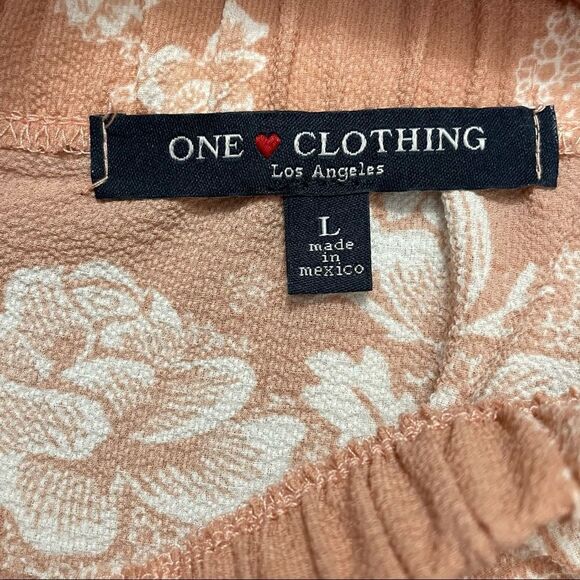 ONE ❤ CLOTHING
Los Angeles
L
made
in
mexico